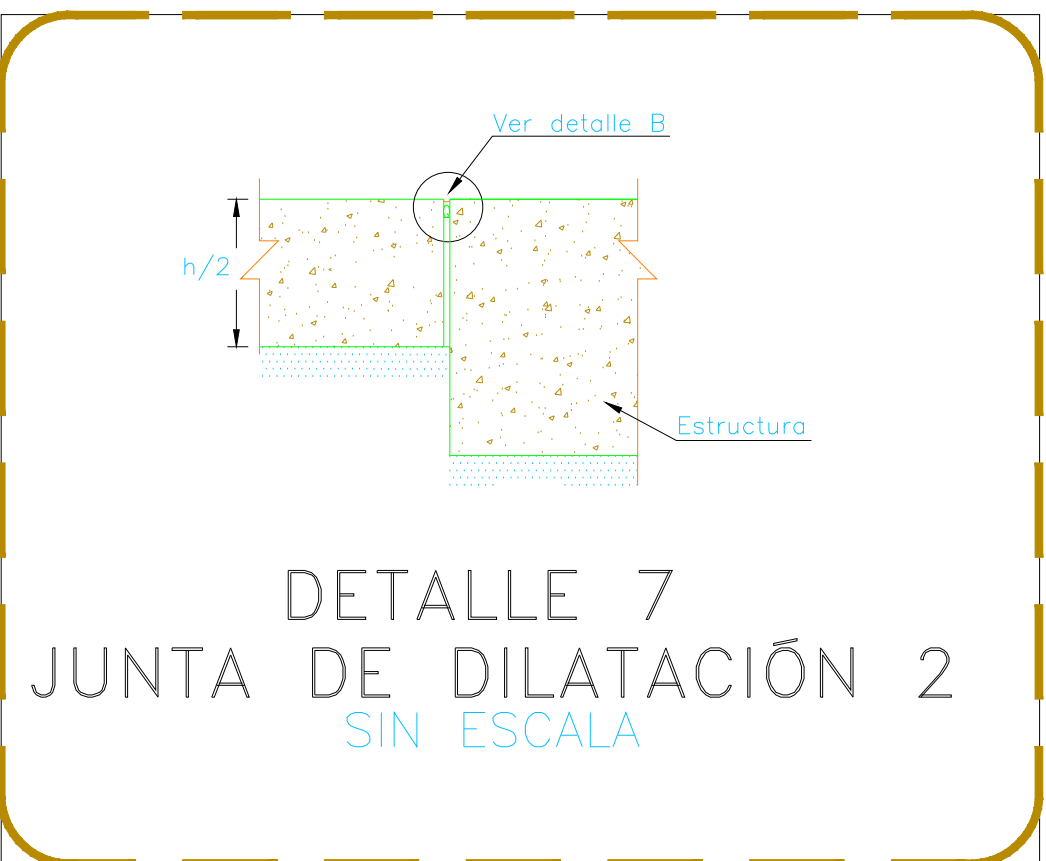 Ver detalle B
h/2
Estructura
DETALLE 7
JUNTA DE DILATACIÓN 2
SIN ESCALA